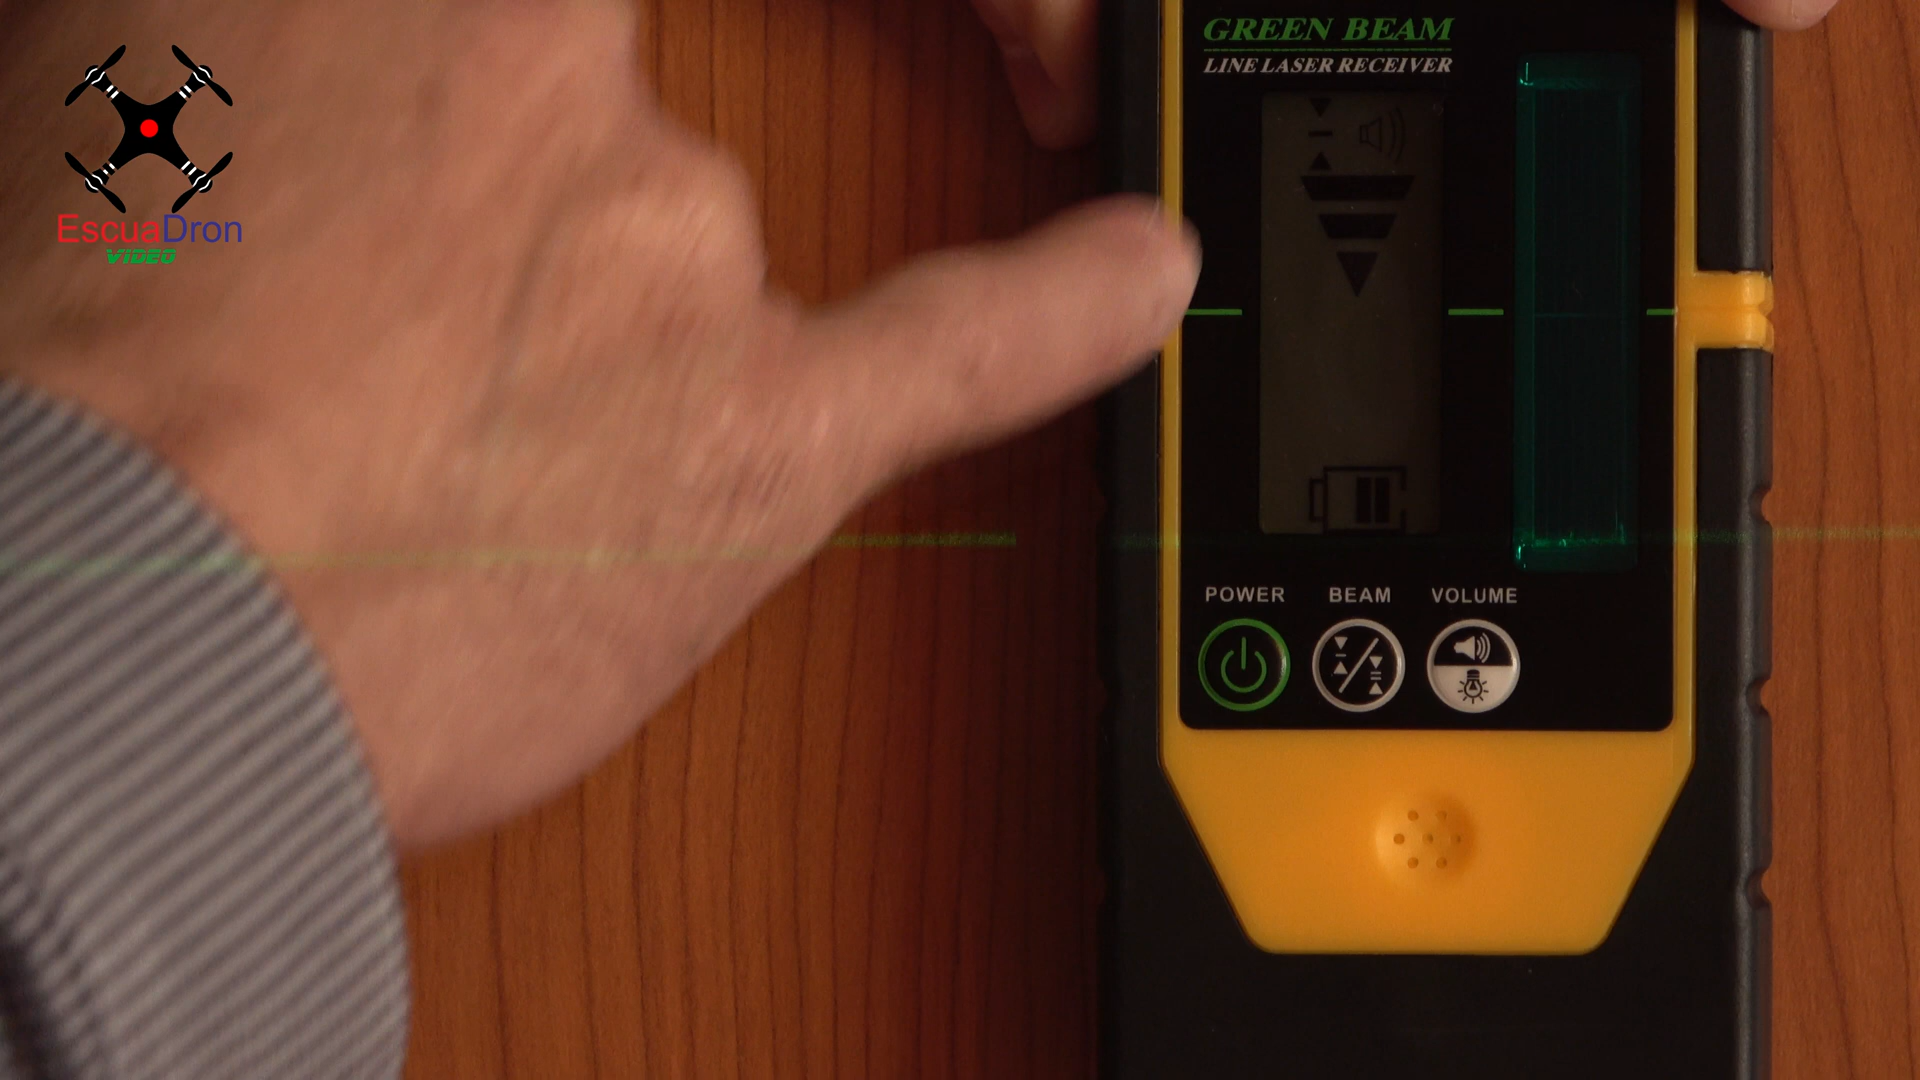 EscuaDron
VIDEO
GREEN BEAM
LINE LASER RECEIVER
POWER BEAM VOLUME